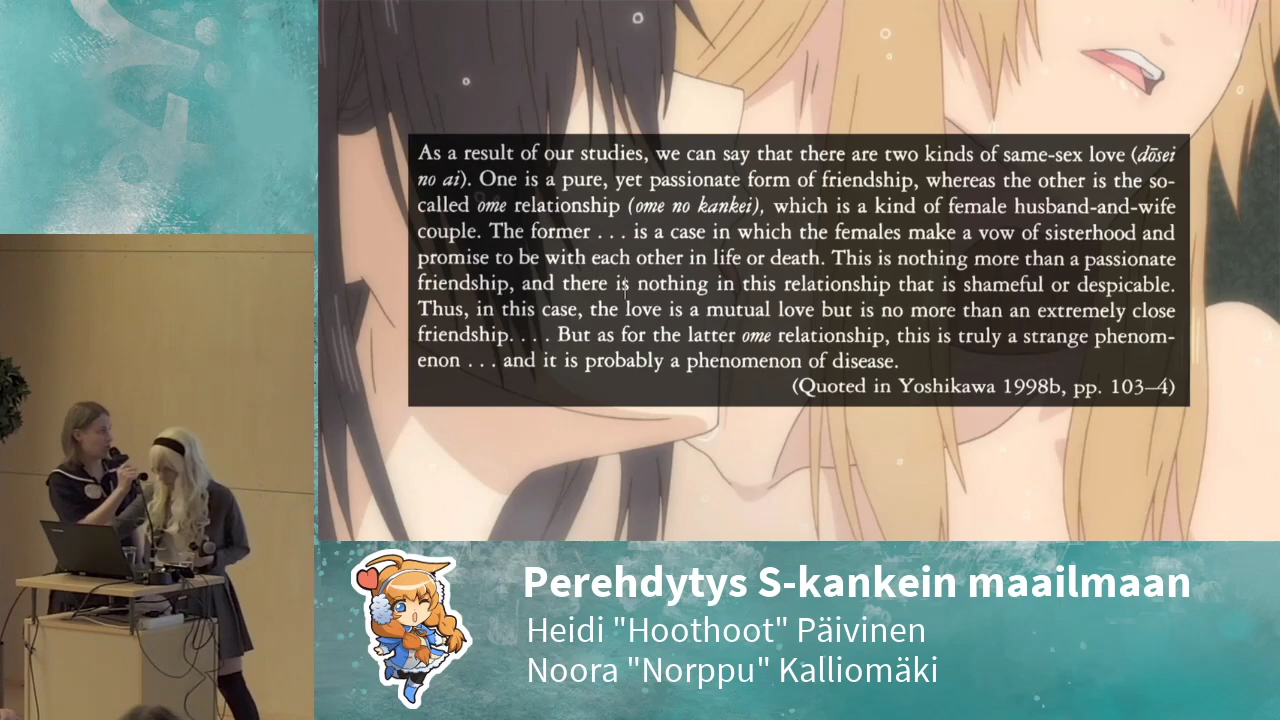 As a result of our studies, we can say that there are two kinds of same-sex love (dōsei
no ai). One is a pure, yet passionate form of friendship, whereas the other is the so-
called ome relationship (ome no kankei), which is a kind of female husband-and-wife
couple. The former . . . is a case in which the females make a vow of sisterhood and
promise to be with each other in life or death. This is nothing more than a passionate
friendship, and there is nothing in this relationship that is shameful or despicable.
Thus, in this case, the love is a mutual love but is no more than an extremely close
friendship. . . . But as for the latter ome relationship, this is truly a strange phenom-
enon . . . and it is probably a phenomenon of disease.
(Quoted in Yoshikawa 1998b, pp. 103–4)
Perehdytys S-kankein maailmaan
Heidi "Hoothoot" Päivinen
Noora "Norppu" Kalliomäki